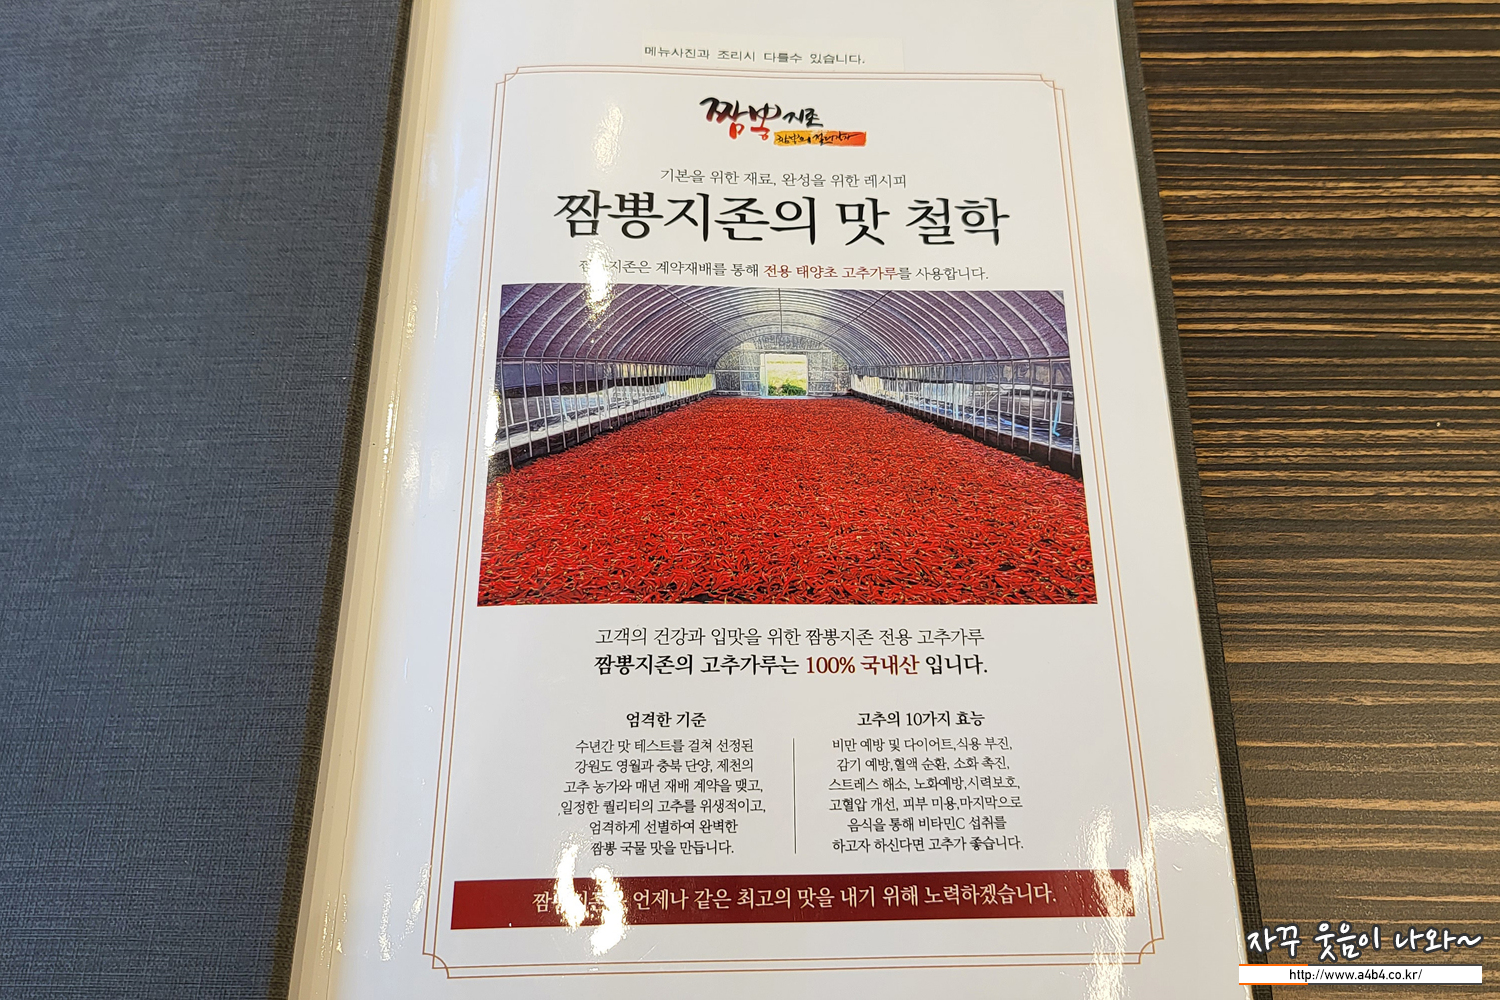 메뉴사진과 조리시 다를수 있습니다.
짬뽕지존
기본을 위한 재료, 완성을 위한 레시피
짬뽕지존의 맛 철학
지존은 계약재배를 통해 전용 태양초 고추가루를 사용합니다.
고객의 건강과 입맛을 위한 짬뽕지존 전용 고추가루
짬뽕지존의 고추가루는 100% 국내산 입니다.
엄격한 기준
수년간 맛 테스트를 걸쳐 선정된
강원도 영월과 충북 단양, 제천의
고추 농가와 매년 재배 계약을 맺고,
일정한 퀄리티의 고추를 위생적이고,
엄격하게 선별하여 완벽한
짬뽕 국물 맛을 만듭니다.
고추의 10가지 효능
비만 예방 및 다이어트,식용 부진,
감기 예방,혈액 순환, 소화 촉진,
스트레스 해소, 노화예방,시력보호,
고혈압 개선, 피부 미용,마지막으로
음식을 통해 비타민C 섭취를
하고자 하신다면 고추가 좋습니다.
언제나 같은 최고의 맛을 내기 위해 노력하겠습니다.
자꾸 웃음이 나와~
http://www.a4b4.co.kr/